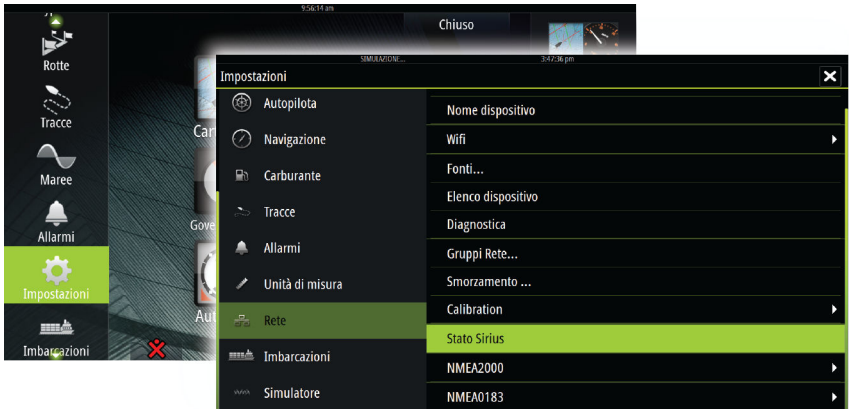 9:56:14 am
Chiuso
Rotte
Tracce
Maree
Allarmi
Impostazioni
Imbarcazioni
SIMULAZIONE...
3:47:36 pm
Impostazioni
Autopilota
Navigazione
Carburante
Tracce
Allarmi
Unità di misura
Rete
Imbarcazioni
Simulatore
Nome dispositivo
Wifi
Fonti...
Elenco dispositivo
Diagnostica
Gruppi Rete...
Smorzamento ...
Calibration
Stato Sirius
NMEA2000
NMEA0183